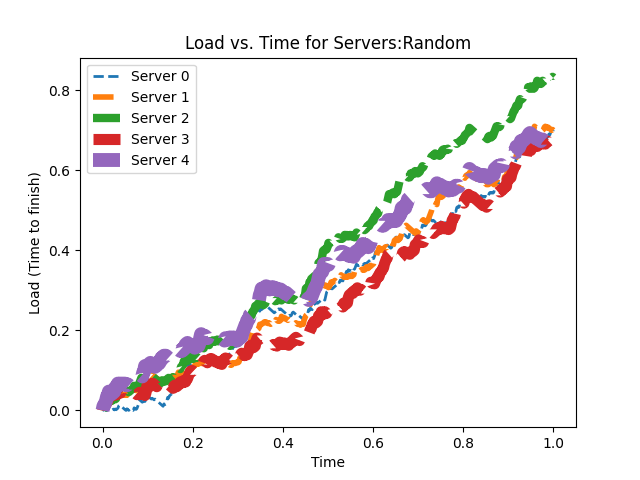 Load vs. Time for Servers:Random
Server 0
Server 1
Server 2
Server 3
Server 4
Load (Time to finish)
0.8
0.6
0.4
0.2
0.0
0.0 0.2 0.4 0.6 0.8 1.0
Time